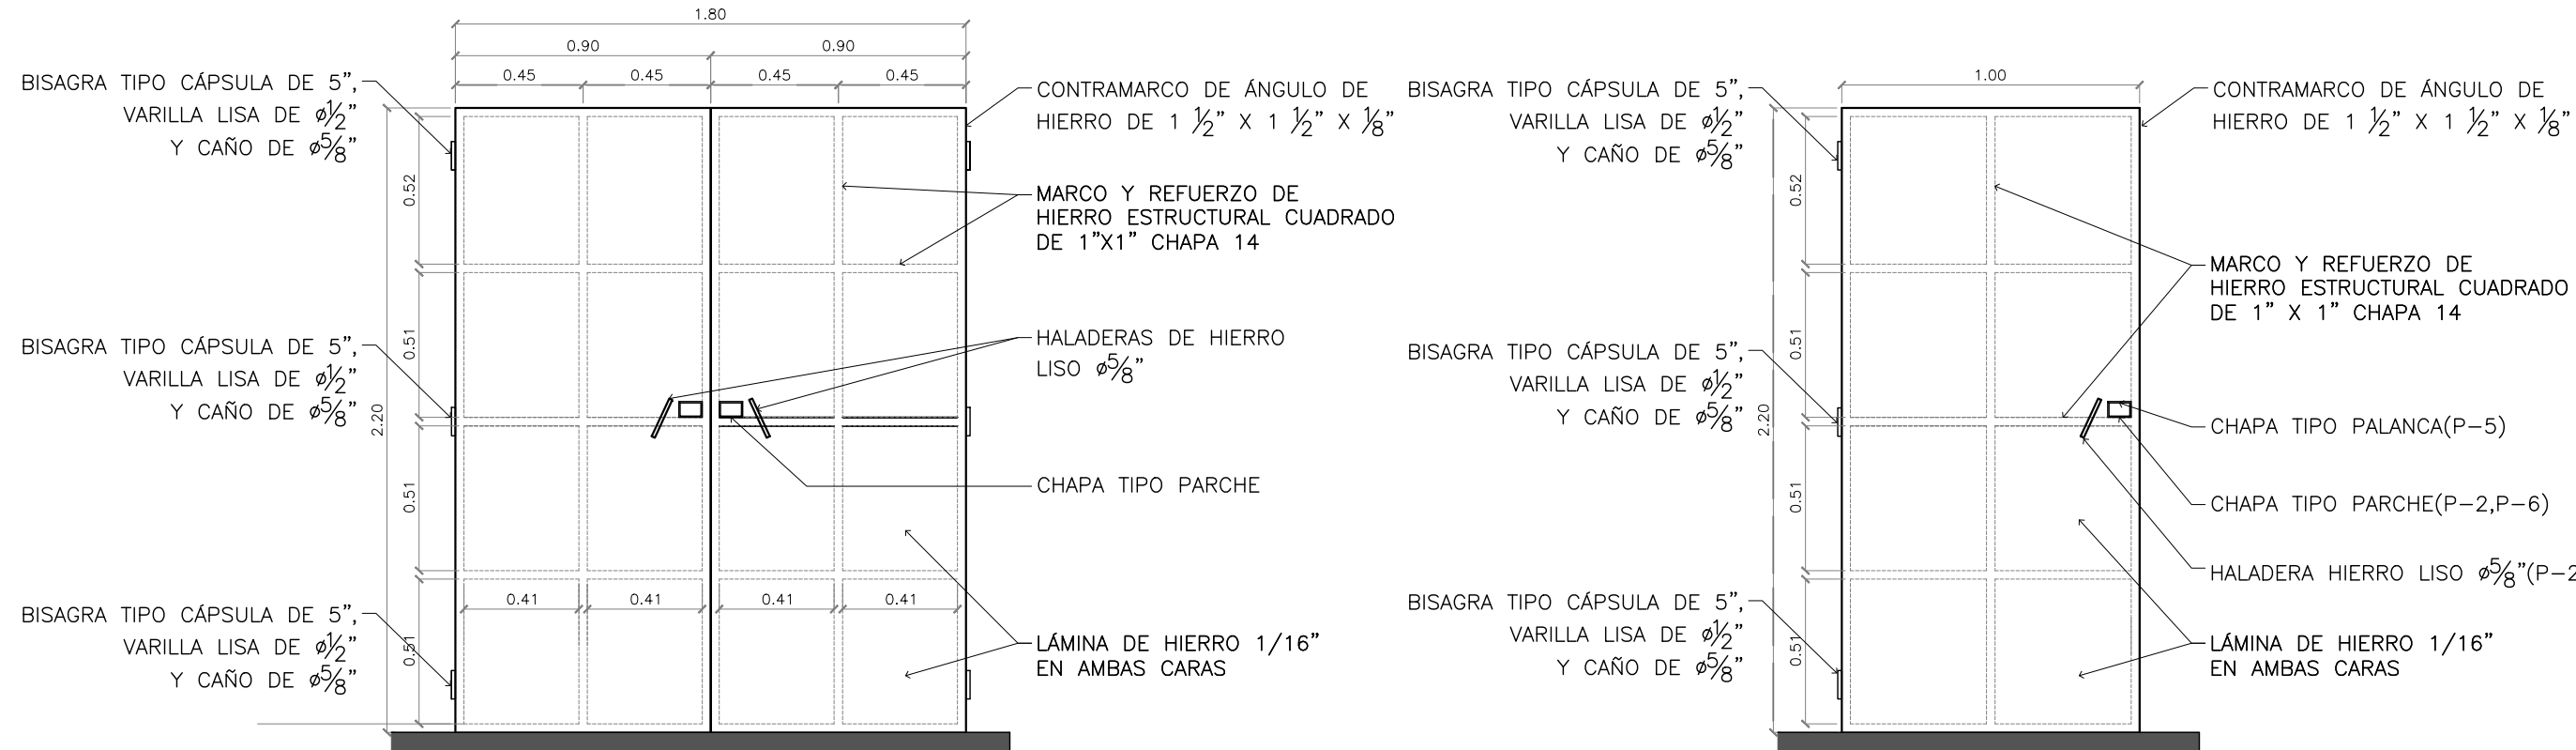 1.80
0.90
0.90
0.45
0.45
0.45
0.45
BISAGRA TIPO CÁPSULA DE 5”,
VARILLA LISA DE ø1/2”
Y CAÑO DE ø5/8”
CONTRAMARCO DE ÁNGULO DE
HIERRO DE 1 1/2” X 1 1/2” X 1/8”
MARCO Y REFUERZO DE
HIERRO ESTRUCTURAL CUADRADO
DE 1”X1” CHAPA 14
0.52
BISAGRA TIPO CÁPSULA DE 5”,
VARILLA LISA DE ø1/2”
Y CAÑO DE ø5/8”
0.51
2.20
HALADERAS DE HIERRO
LISO ø5/8”
CHAPA TIPO PARCHE
0.51
0.41
0.41
0.41
0.41
BISAGRA TIPO CÁPSULA DE 5”,
VARILLA LISA DE ø1/2”
Y CAÑO DE ø5/8”
0.51
LÁMINA DE HIERRO 1/16”
EN AMBAS CARAS
1.00
BISAGRA TIPO CÁPSULA DE 5”,
VARILLA LISA DE ø1/2”
Y CAÑO DE ø5/8”
CONTRAMARCO DE ÁNGULO DE
HIERRO DE 1 1/2” X 1 1/2” X 1/8”
0.52
MARCO Y REFUERZO DE
HIERRO ESTRUCTURAL CUADRADO
DE 1” X 1” CHAPA 14
BISAGRA TIPO CÁPSULA DE 5”,
VARILLA LISA DE ø1/2”
Y CAÑO DE ø5/8”
0.51
2.20
CHAPA TIPO PALANCA(P-5)
0.51
CHAPA TIPO PARCHE(P-2,P-6)
HALADERA HIERRO LISO ø5/8”(P-2
BISAGRA TIPO CÁPSULA DE 5”,
VARILLA LISA DE ø1/2”
Y CAÑO DE ø5/8”
0.51
LÁMINA DE HIERRO 1/16”
EN AMBAS CARAS